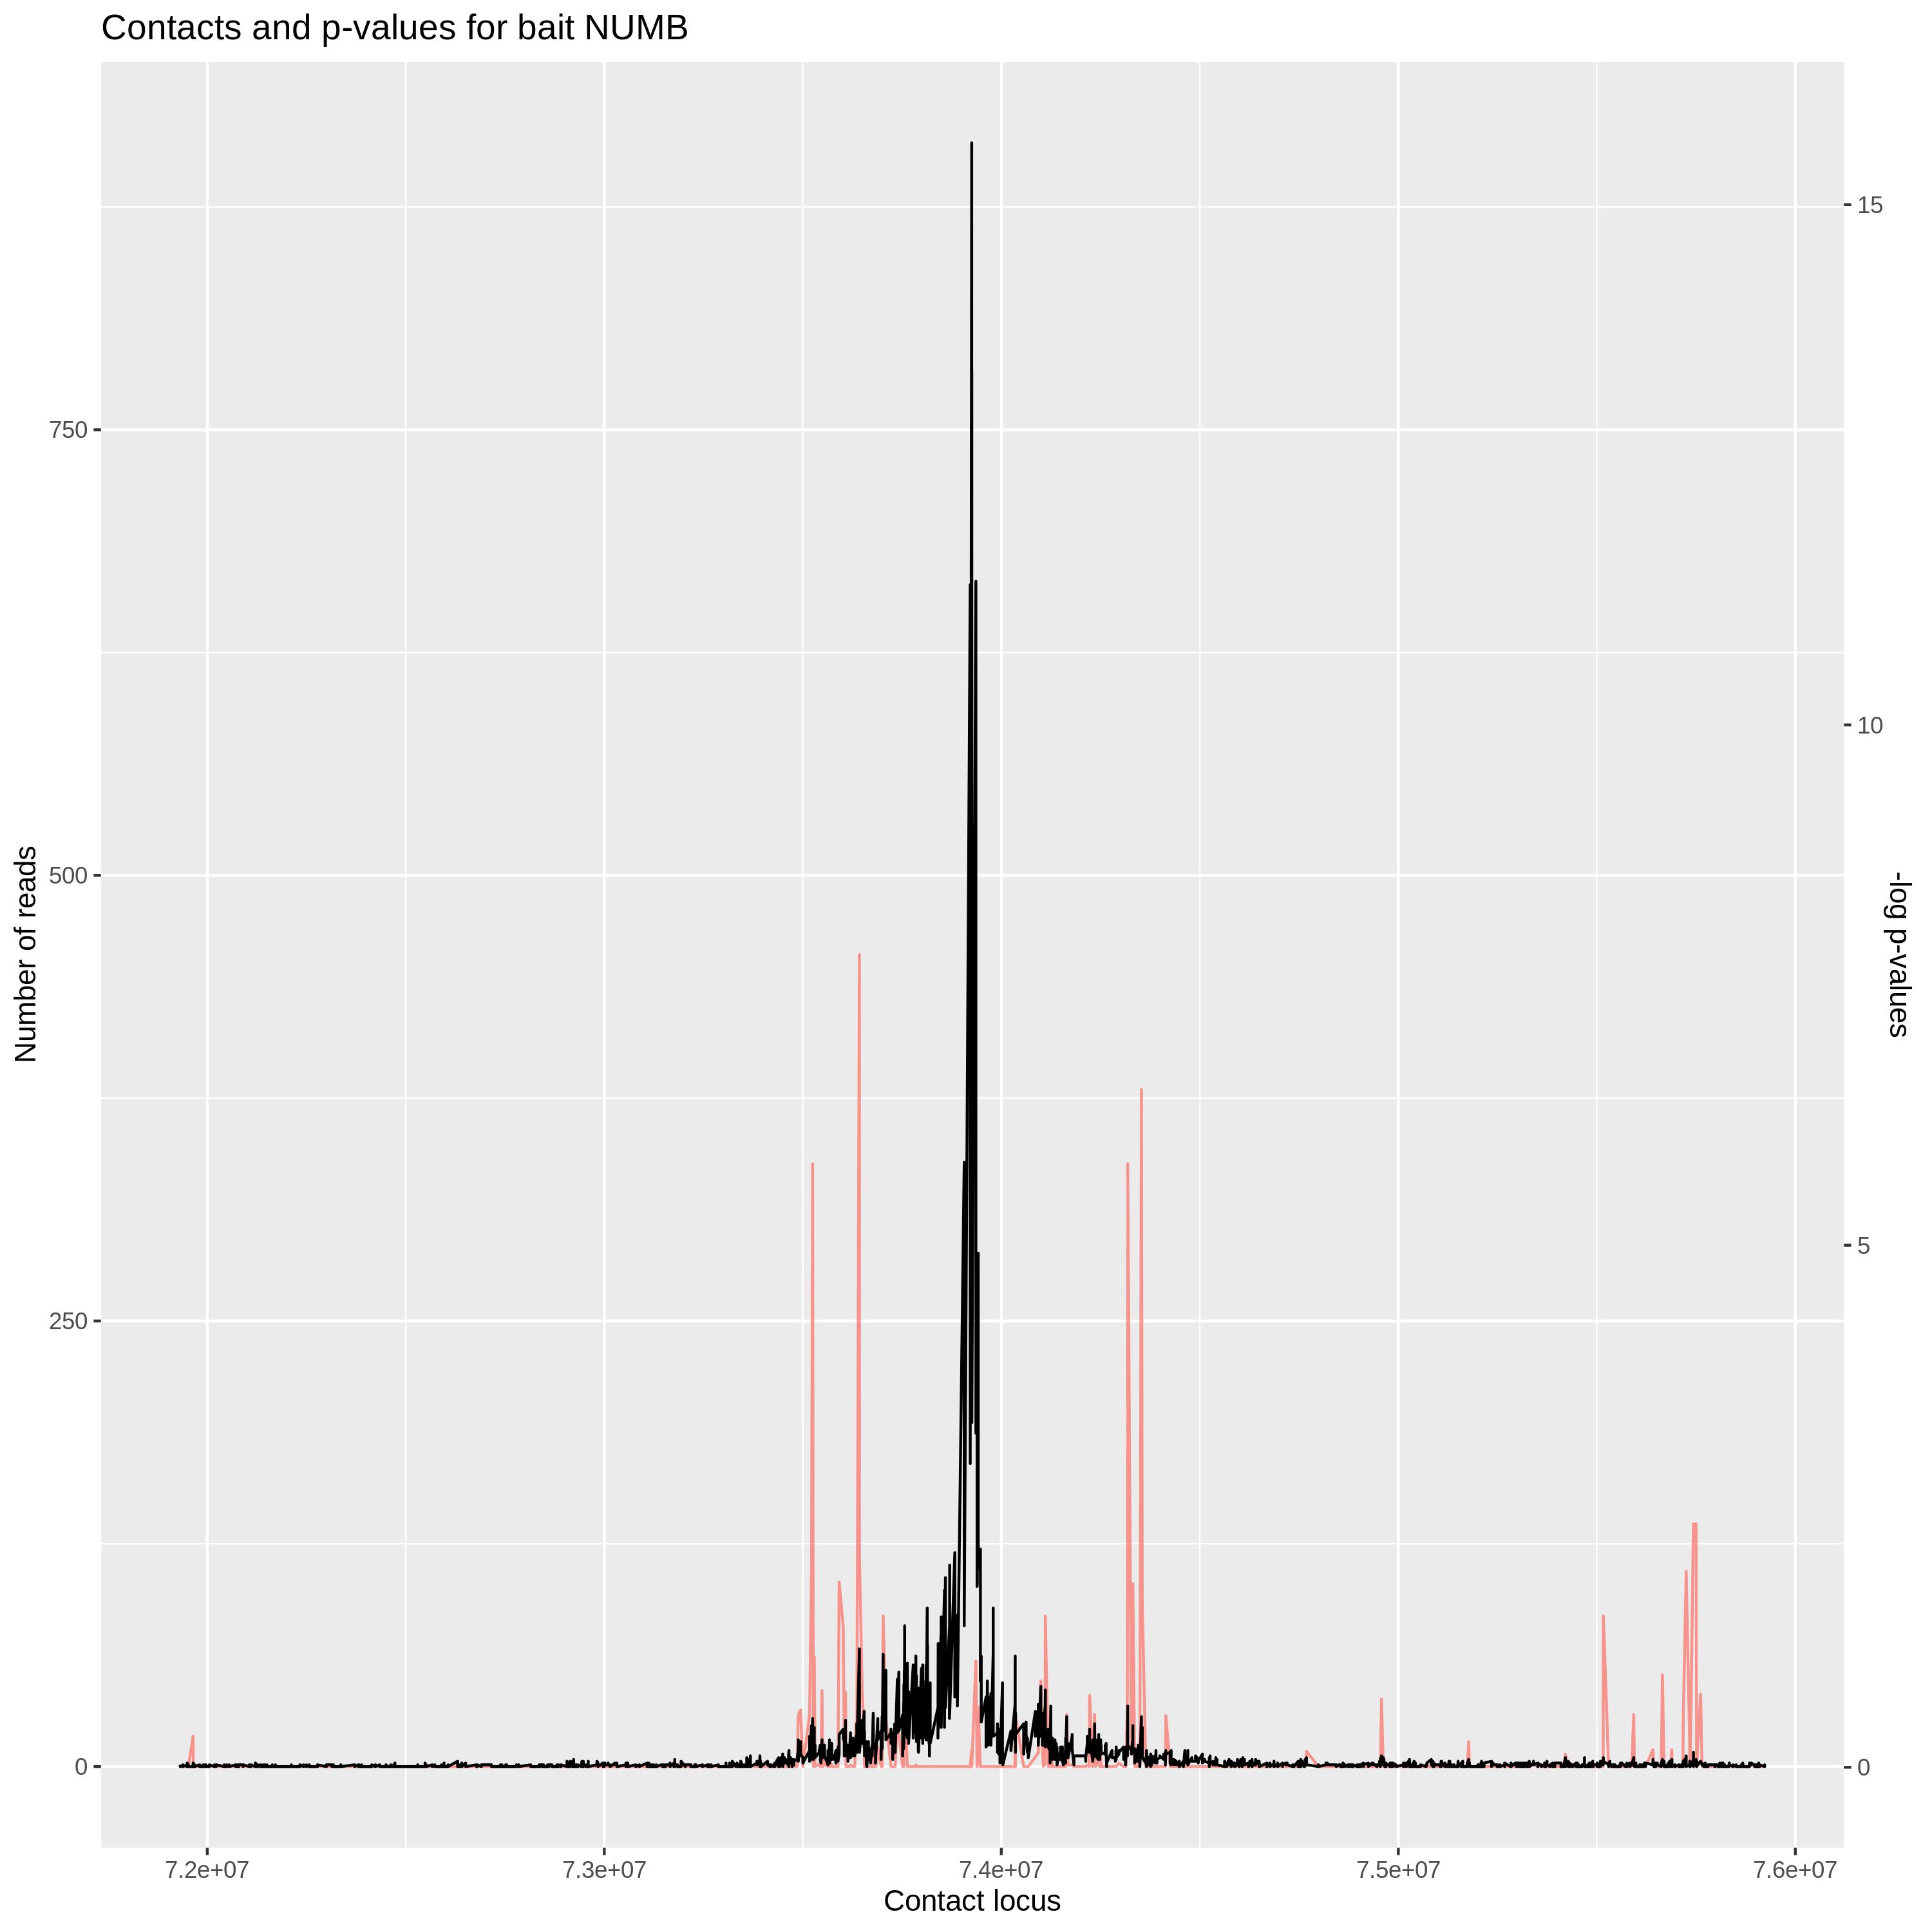 Contacts and p-values for bait NUMB
Number of reads
750
500
250
0
15
10
5
0
-log p-values
7.2e+07 7.3e+07 7.4e+07 7.5e+07 7.6e+07
Contact locus